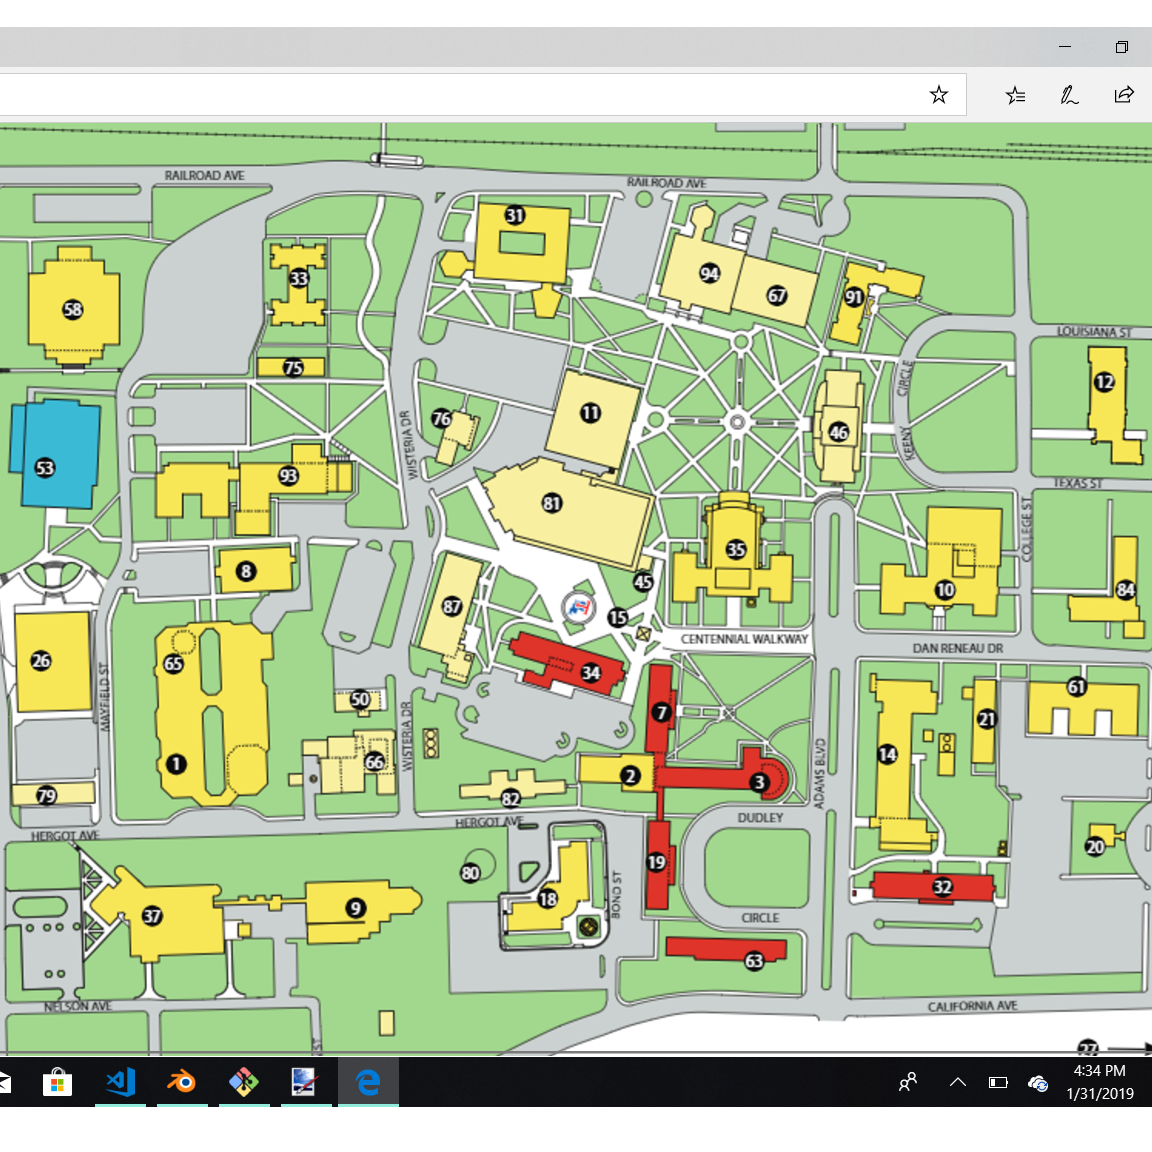 RAILROAD AVE
RAILROAD AVE
31
94
33
58
67
91
LOUISIANA ST
75
12
CIRCLE
11
76
46
WISTERIA DR
KEENY
53
93
TEXAS ST
81
COLLEGE ST
35
8
45
10
84
87
15
CENTENNIAL WALKWAY
DAN RENEAU DR
26
65
34
61
MAYFIELD ST
50
7
21
WISTERIA DR
14
66
1
2
3
ADAMS BLVD
79
82
DUDLEY
HERGOT AVE
HERGOT AVE
20
80
19
32
18
BOND ST
9
37
CIRCLE
63
NELSON AVE
CALIFORNIA AVE
27
4:34 PM
1/31/2019